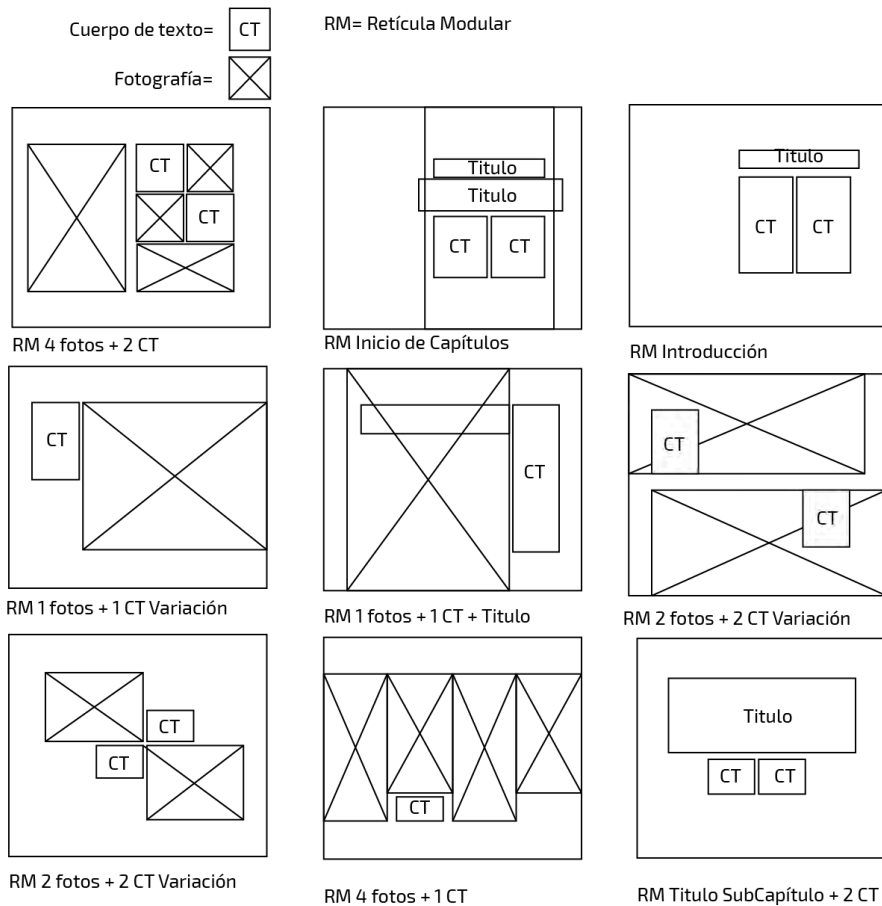 Cuerpo de texto= CT
RM= Retícula Modular
Fotografía=
CT
CT
RM 4 fotos + 2 CT
Titulo
Titulo
CT CT
RM Inicio de Capítulos
Titulo
CT CT
RM Introducción
CT
RM 1 fotos + 1 CT Variación
CT
RM 1 fotos + 1 CT + Titulo
CT
CT
RM 2 fotos + 2 CT Variación
CT
CT
RM 2 fotos + 2 CT Variación
CT
RM 4 fotos + 1 CT
Titulo
CT CT
RM Titulo SubCapítulo + 2 CT